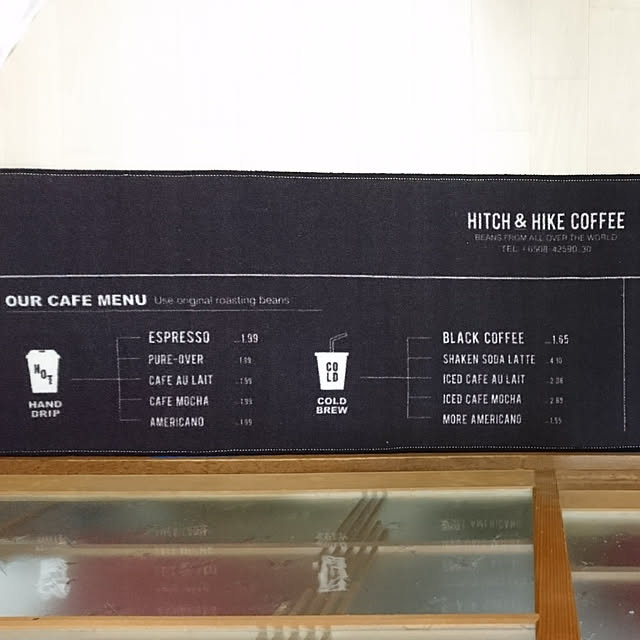 HITCH & HIKE COFFEE
BEANS FROM ALL OVER THE WORLD
OUR CAFE MENU Use original roasting beans
HOT
HAND
DRIP
ESPRESSO ...1.99
PURE-OVER
CAFE AU LAIT
CAFE MOCHA
AMERICANO
COLD
COLD
BREW
BLACK COFFEE ...1.65
SHAKEN SODA LATTE
ICED CAFE AU LAIT
ICED CAFE MOCHA
MORE AMERICANO